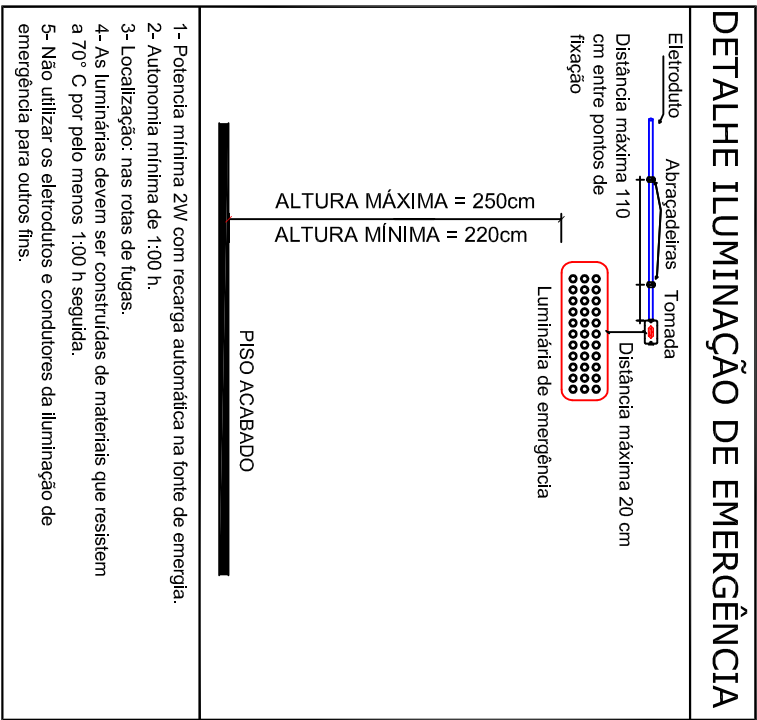 DETALHE ILUMINAÇÃO DE EMERGÊNCIA
Eletroduto
Abraçadeiras
Tomada
Distância máxima 110
cm entre pontos de
fixação
Distância máxima 20 cm
Luminária de emergência
ALTURA MÁXIMA = 250cm
ALTURA MÍNIMA = 220cm
PISO ACABADO
1- Potencia mínima 2W com recarga automática na fonte de emergia.
2- Autonomia mínima de 1:00 h.
3- Localização: nas rotas de fugas.
4- As luminárias devem ser construídas de materiais que resistem
a 70° C por pelo menos 1:00 h seguida.
5- Não utilizar os eletrodutos e condutores da iluminação de
emergência para outros fins.